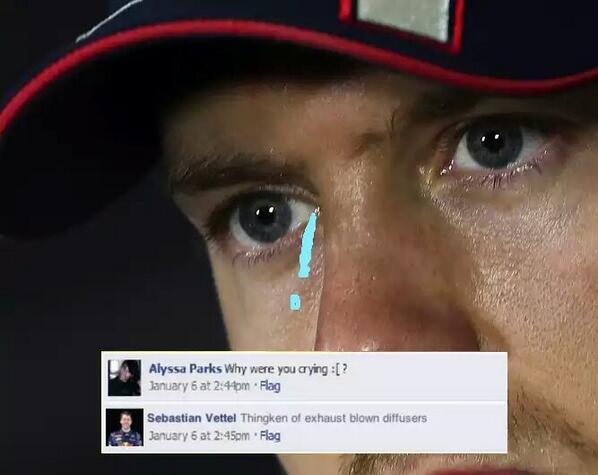 Alyssa Parks Why were you crying :[ ?
January 6 at 2:44pm · Flag
Sebastian Vettel Thingken of exhaust blown diffusers
January 6 at 2:45pm · Flag